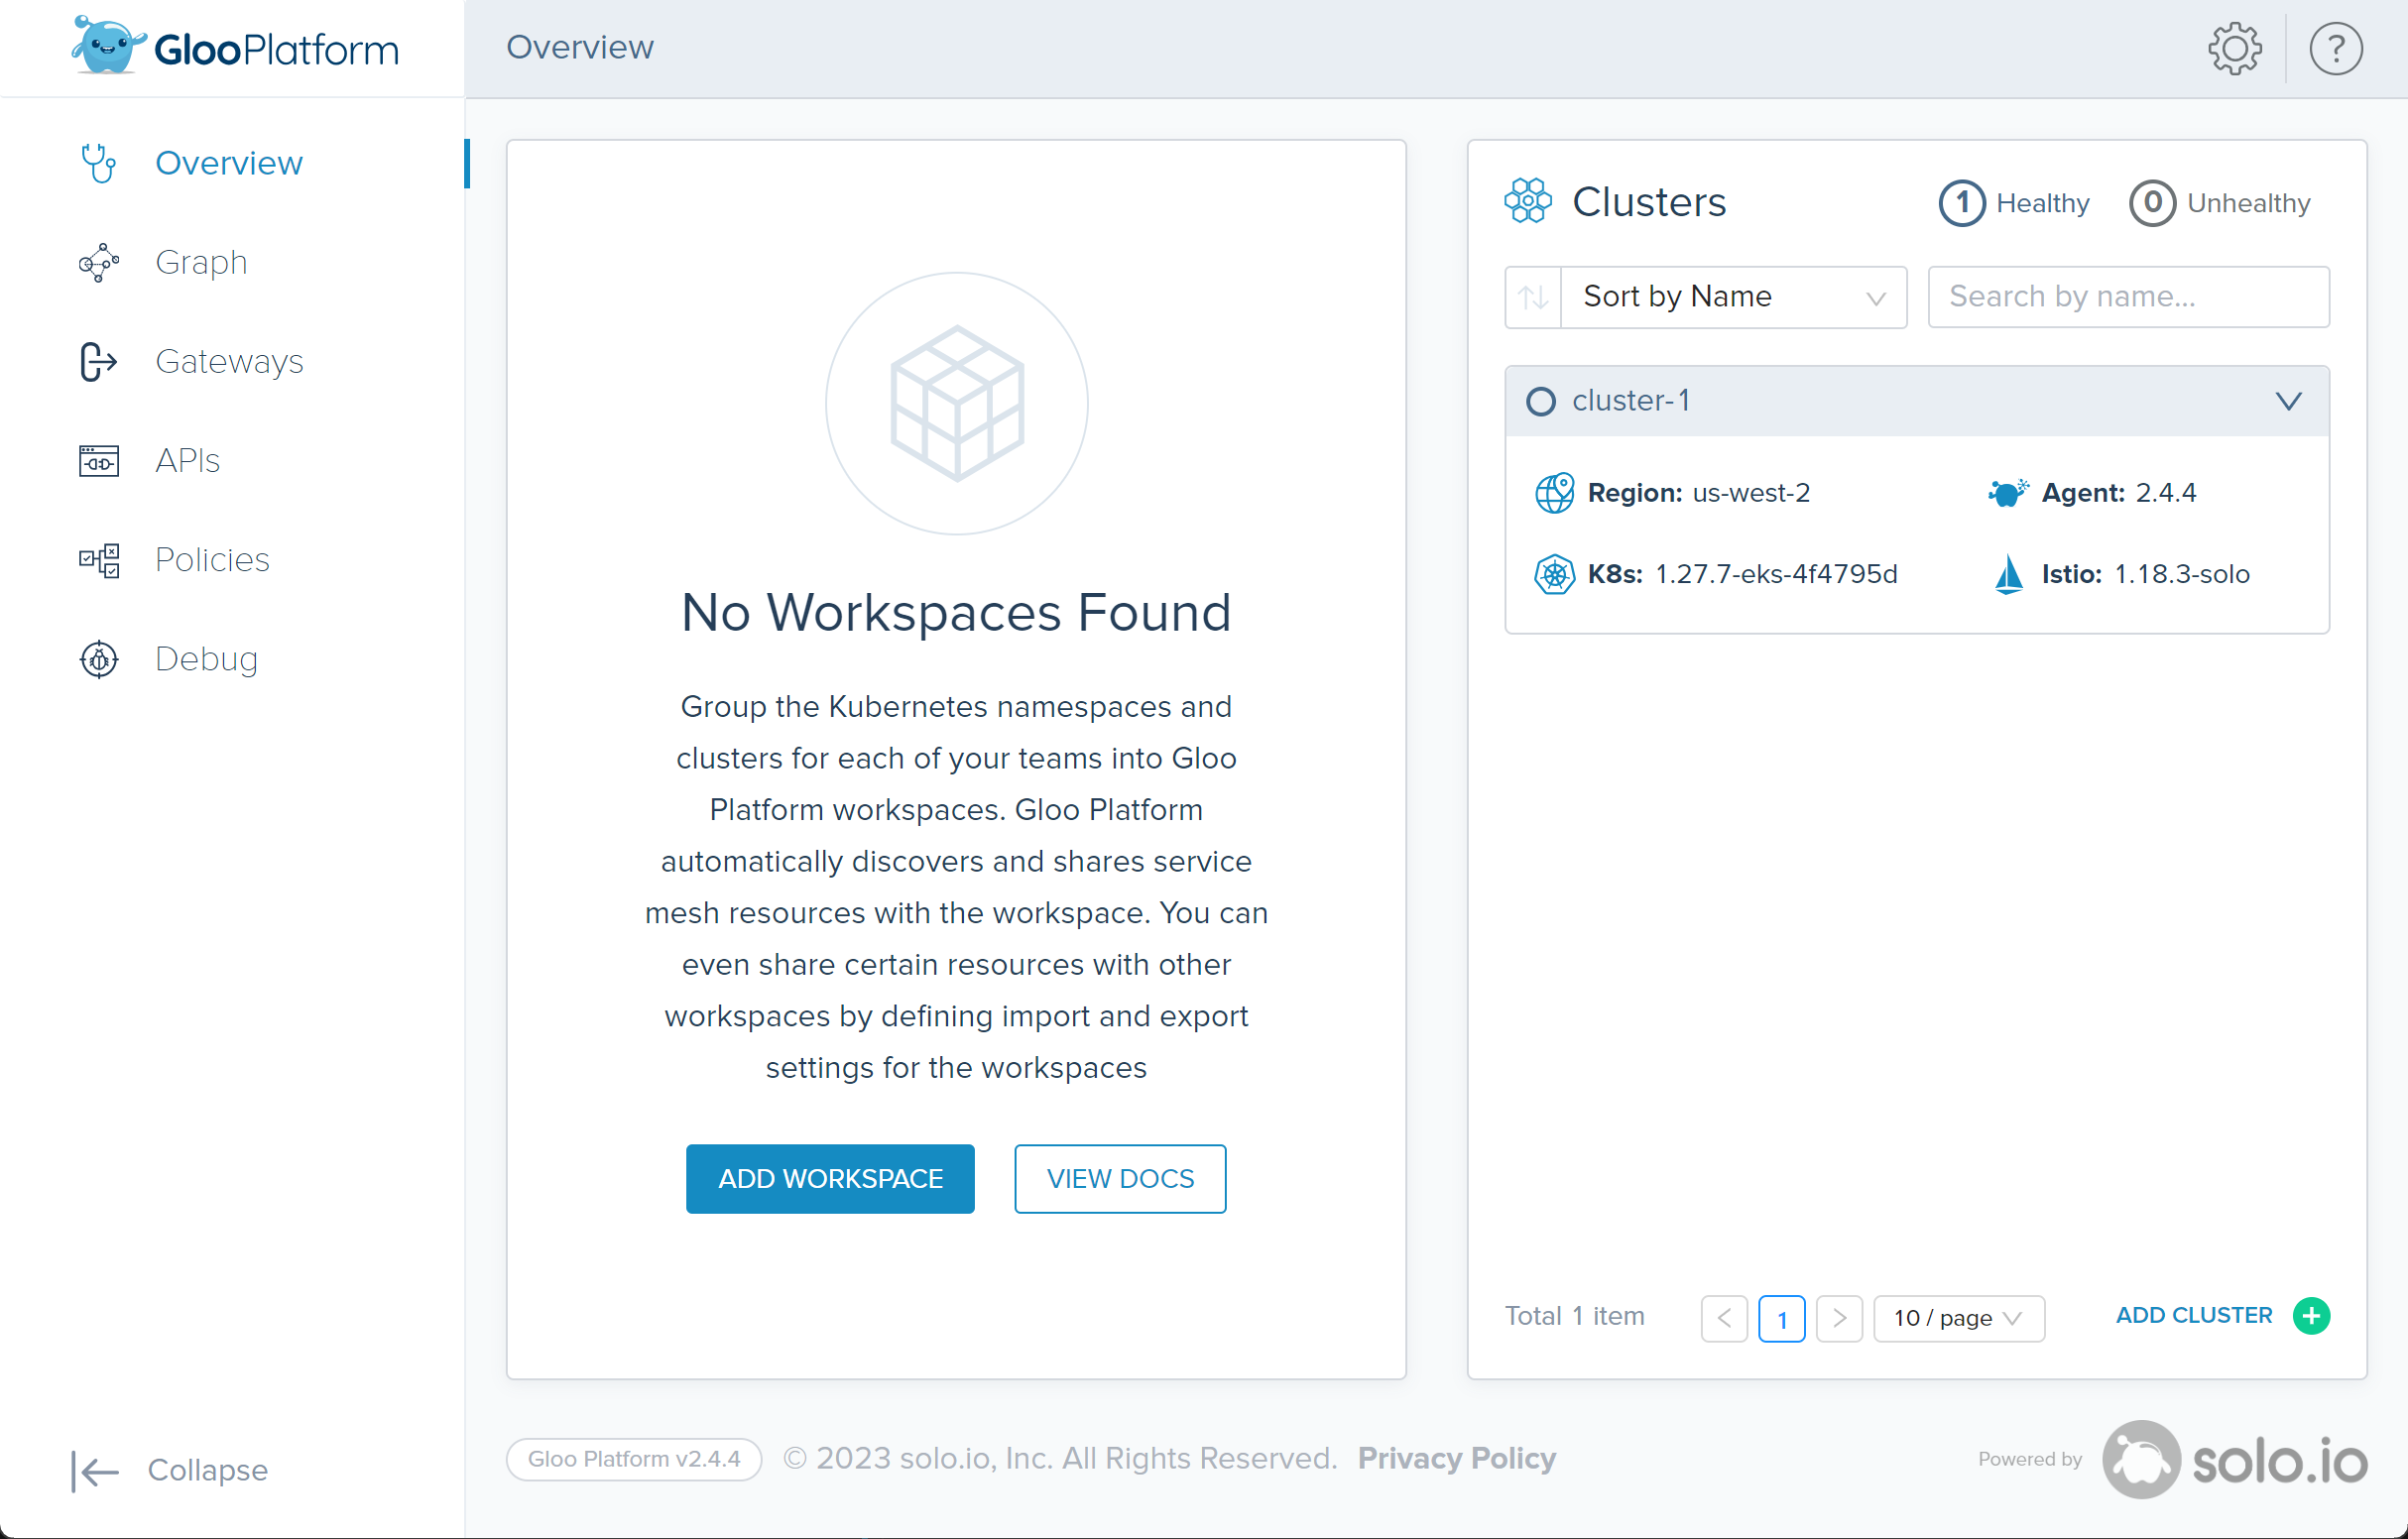 GlooPlatform
Overview
?
Overview
Graph
Gateways
APIs
Policies
Debug
Collapse
No Workspaces Found
Group the Kubernetes namespaces and
clusters for each of your teams into Gloo
Platform workspaces. Gloo Platform
automatically discovers and shares service
mesh resources with the workspace. You can
even share certain resources with other
workspaces by defining import and export
settings for the workspaces
ADD WORKSPACE
VIEW DOCS
Clusters
1 Healthy
0 Unhealthy
Sort by Name
Search by name...
cluster-1
Region: us-west-2
Agent: 2.4.4
K8s: 1.27.7-eks-4f4795d
Istio: 1.18.3-solo
Total 1 item
< 1 >
10 / page
ADD CLUSTER +
Gloo Platform v2.4.4
© 2023 solo.io, Inc. All Rights Reserved. Privacy Policy
Powered by solo.io